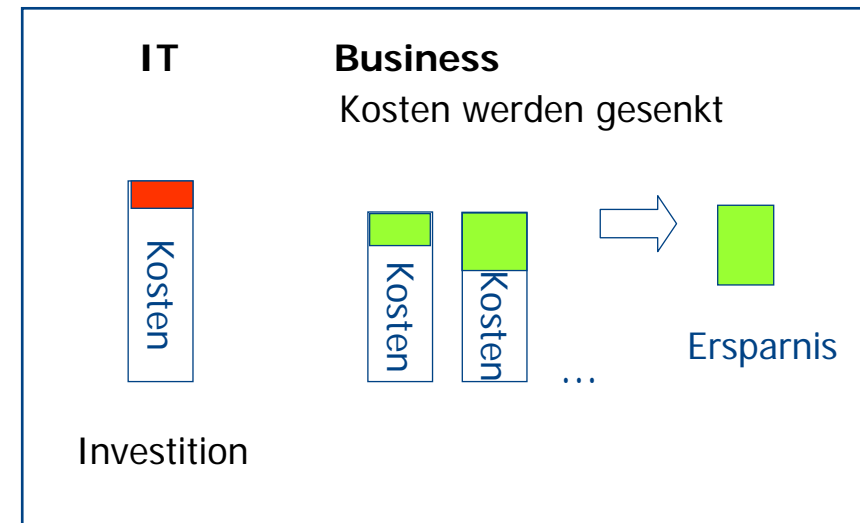 IT
Business
Kosten werden gesenkt
Kosten
Kosten
Kosten
...
Ersparnis
Investition